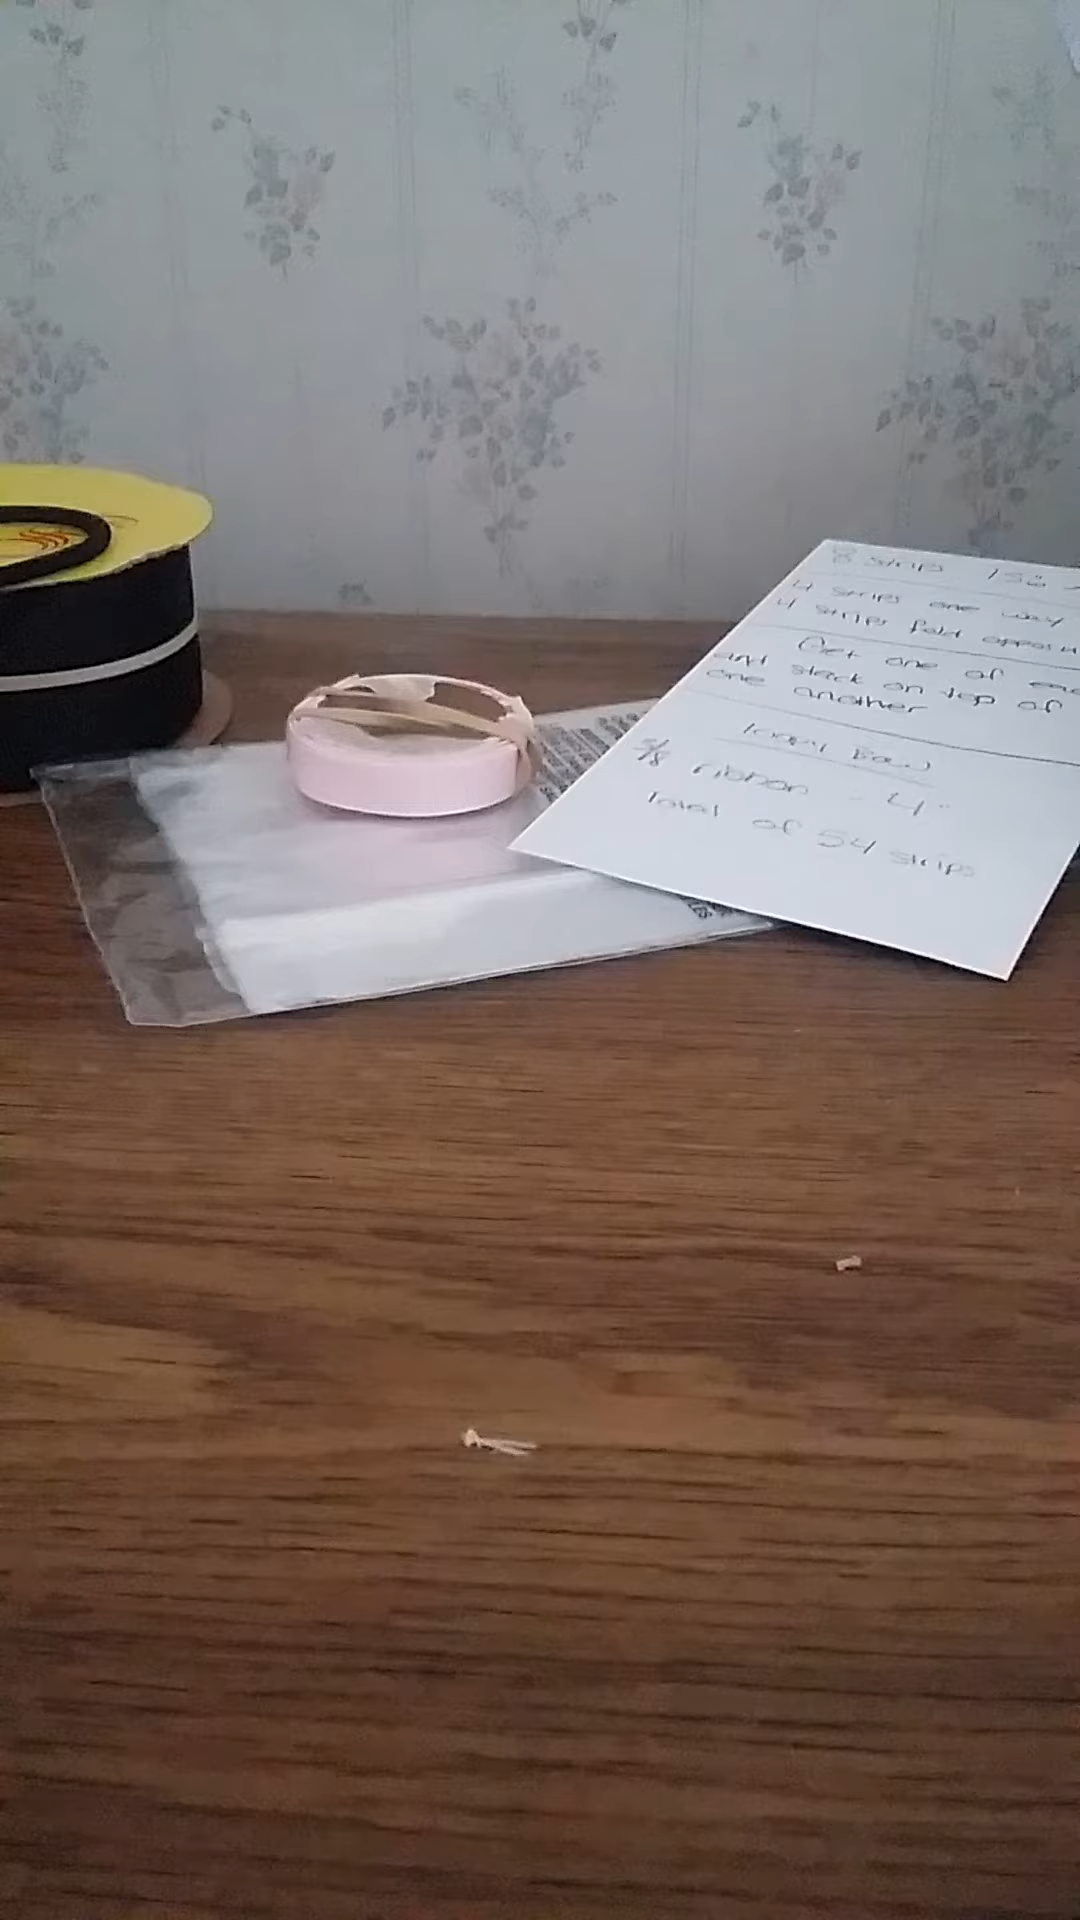 8 strips
4 strips one way
4 strips fold
Get one of
and stack on top of
one another
loopy Bow
5/8 ribbon - 4"
Total of 54 strips